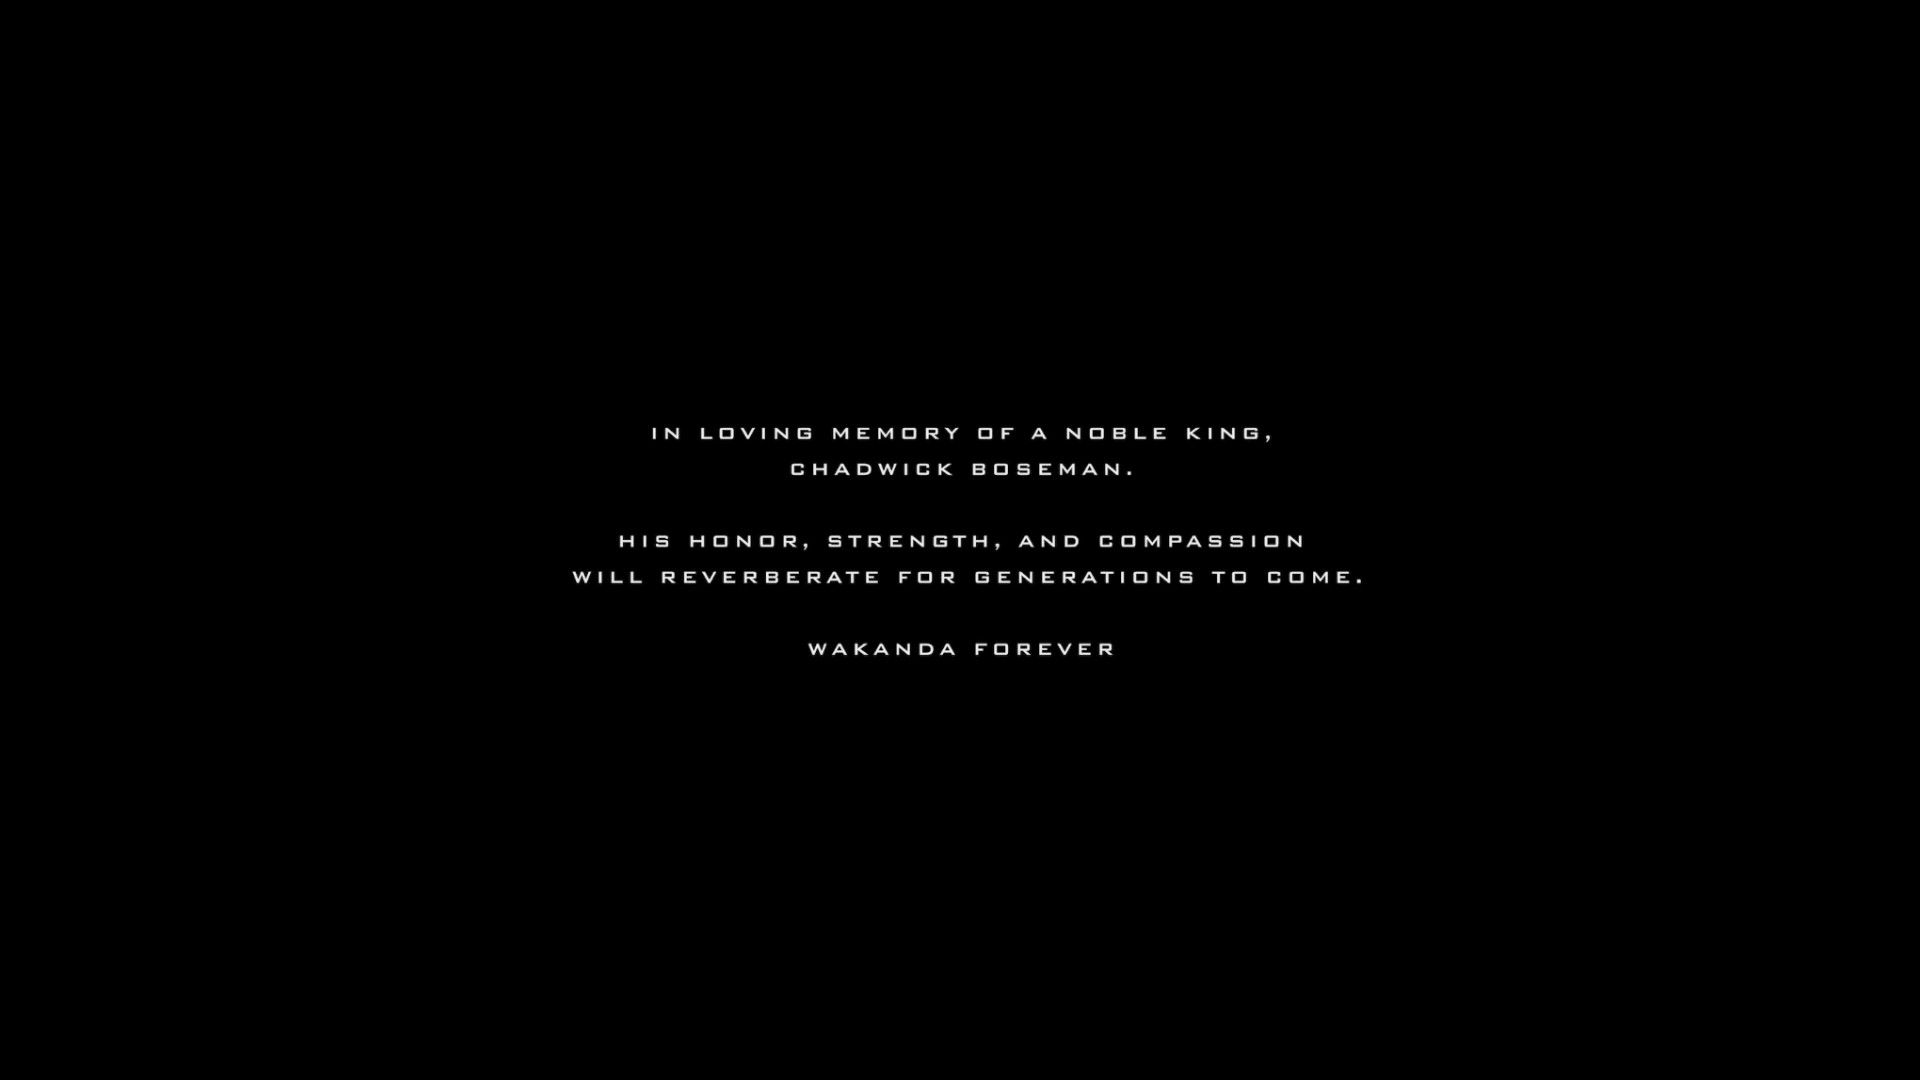 IN LOVING MEMORY OF A NOBLE KING,
CHADWICK BOSEMAN.
HIS HONOR, STRENGTH, AND COMPASSION
WILL REVERBERATE FOR GENERATIONS TO COME.
WAKANDA FOREVER